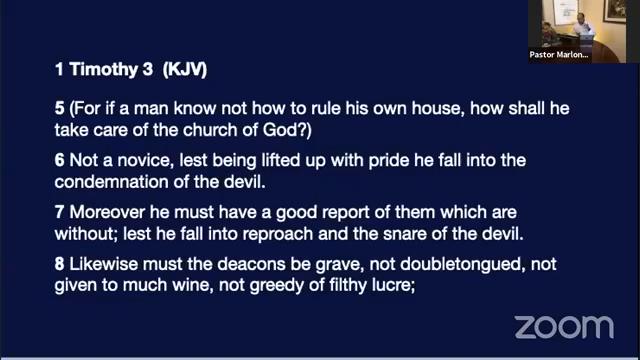 Pastor Marlon...
1 Timothy 3 (KJV)
5 (For if a man know not how to rule his own house, how shall he
take care of the church of God?)
6 Not a novice, lest being lifted up with pride he fall into the
condemnation of the devil.
7 Moreover he must have a good report of them which are
without; lest he fall into reproach and the snare of the devil.
8 Likewise must the deacons be grave, not doubletongued, not
given to much wine, not greedy of filthy lucre;
zoom